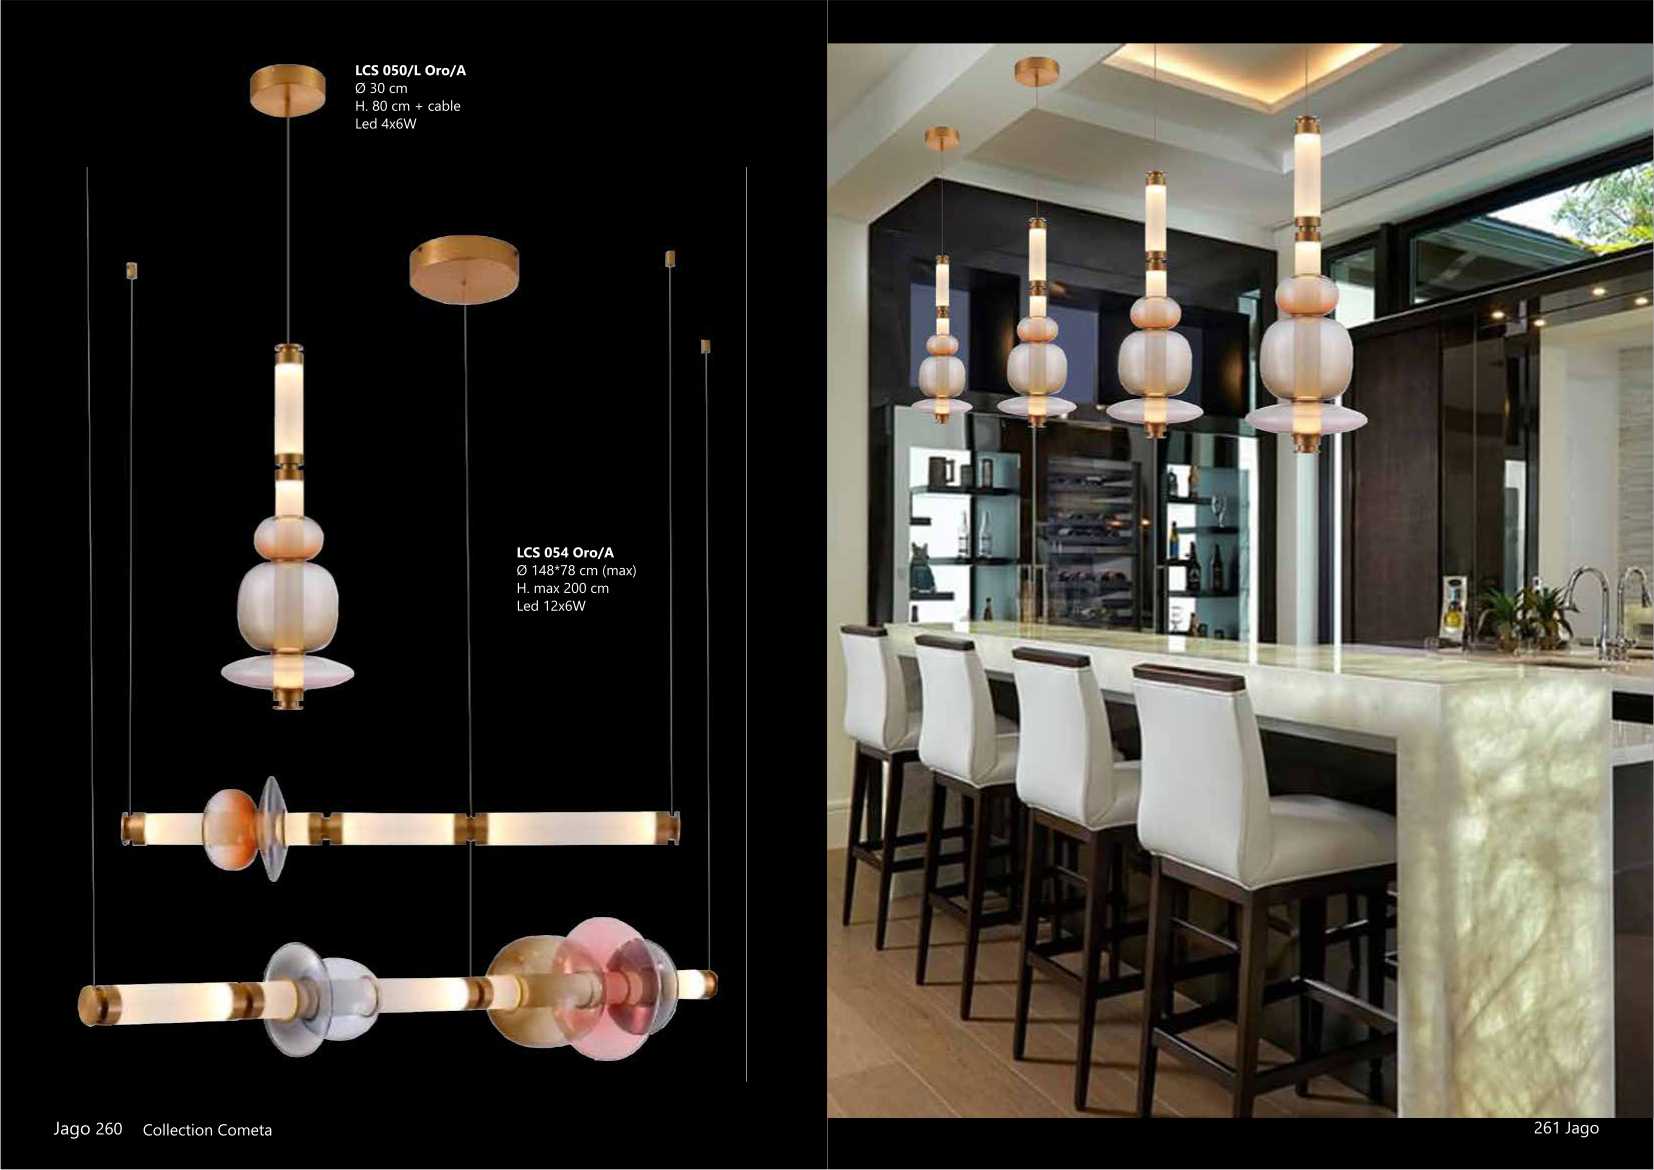 LCS 050/L Oro/A
Ø 30 cm
H. 80 cm + cable
Led 4x6W
LCS 054 Oro/A
Ø 148*78 cm (max)
H. max 200 cm
Led 12x6W
Jago 260 Collection Cometa
261 Jago